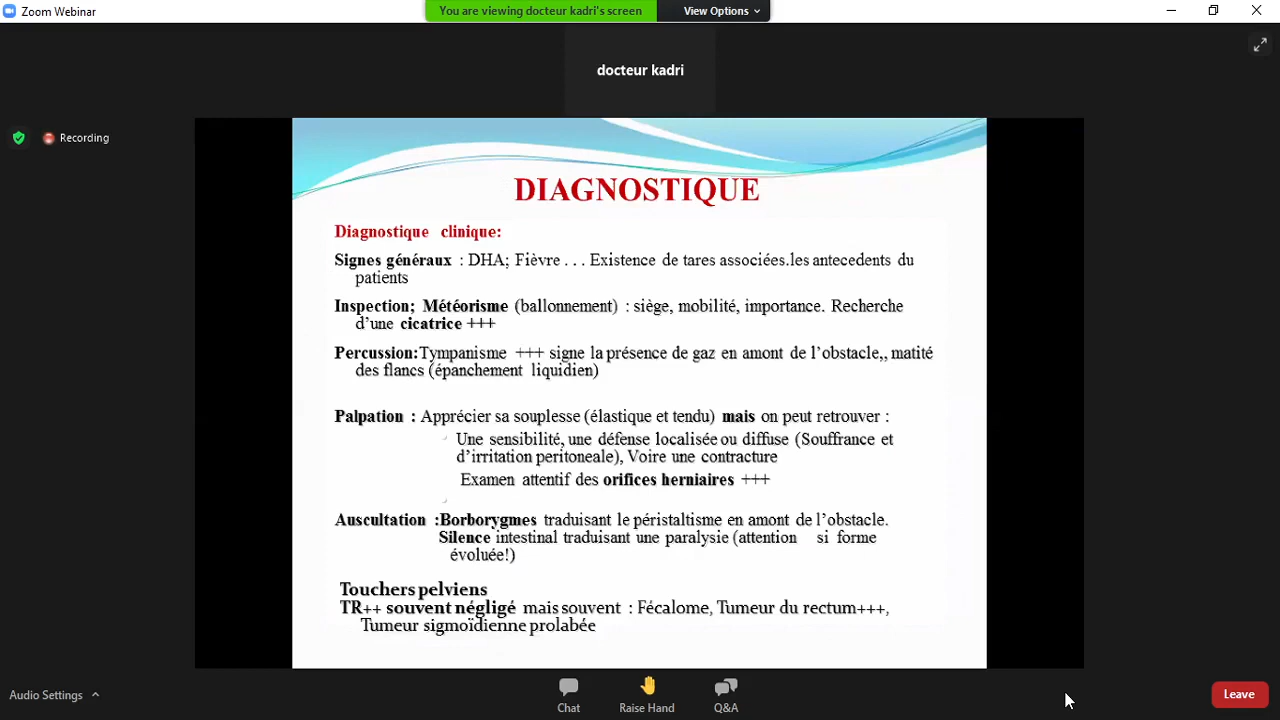 Zoom Webinar
You are viewing docteur kadri's screen
View Options
docteur kadri
Recording
DIAGNOSTIQUE
Diagnostique clinique:
Signes généraux : DHA; Fièvre . . . Existence de tares associées.les antecedents du
patients
Inspection; Météorisme (ballonnement) : siège, mobilité, importance. Recherche
d'une cicatrice +++
Percussion:Tympanisme +++ signe la présence de gaz en amont de l'obstacle,, matité
des flancs (épanchement liquidien)
Palpation : Apprécier sa souplesse (élastique et tendu) mais on peut retrouver :
Une sensibilité, une défense localisée ou diffuse (Souffrance et
d'irritation peritoneale), Voire une contracture
Examen attentif des orifices herniaires +++
Auscultation :Borborygmes traduisant le péristaltisme en amont de l'obstacle.
Silence intestinal traduisant une paralysie (attention si forme
évoluée!)
Touchers pelviens
TR++ souvent négligé mais souvent : Fécalome, Tumeur du rectum+++,
Tumeur sigmoïdienne prolabée
Audio Settings
Chat
Raise Hand
Q&A
Leave